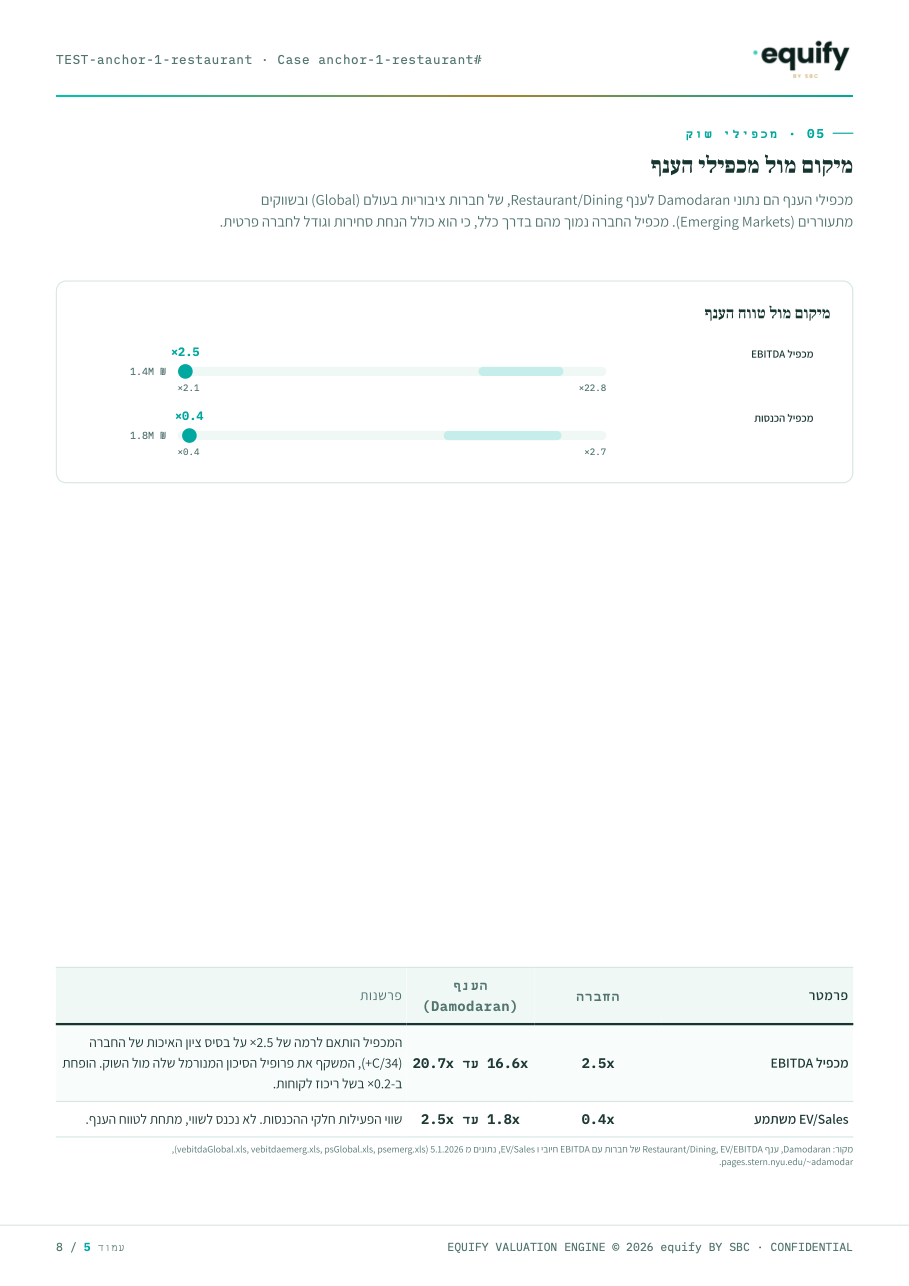 TEST-anchor-1-restaurant · Case anchor-1-restaurant#
equify
BY SBC
05 · מכפילי שוק
מיקום מול מכפילי הענף
מכפילי הענף הם נתוני Damodaran לענף Restaurant/Dining, של חברות ציבוריות בעולם (Global) ובשווקים
מתעוררים (Emerging Markets). מכפיל החברה נמוך מהם בדרך כלל, כי הוא כולל הנחת סחירות וגודל לחברה פרטית.
מיקום מול טווח הענף
מכפיל EBITDA
×2.5
1.4M ₪
×2.1
×22.8
מכפיל הכנסות
×0.4
1.8M ₪
×0.4
×2.7
פרמטר
החברה
הענף
(Damodaran)
פרשנות
מכפיל EBITDA
2.5x
16.6x עד 20.7x
המכפיל הותאם לרמה של 2.5× על בסיס ציון האיכות של החברה
(C/34+), המשקף את פרופיל הסיכון המנורמל שלה מול השוק. הופחת
ב-0.2× בשל ריכוז לקוחות.
EV/Sales משתמע
0.4x
1.8x עד 2.5x
שווי הפעילות חלקי ההכנסות. לא נכנס לשווי, מתחת לטווח הענף.
מקור: Damodaran, ענף Restaurant/Dining, EV/EBITDA של חברות עם EBITDA חיובי ו EV/Sales, נתונים מ 5.1.2026 (vebitdaGlobal.xls, vebitdaemerg.xls, psGlobal.xls, psemerg.xls),
pages.stern.nyu.edu/~adamodar.
EQUIFY VALUATION ENGINE © 2026 equify BY SBC · CONFIDENTIAL
עמוד 5 / 8